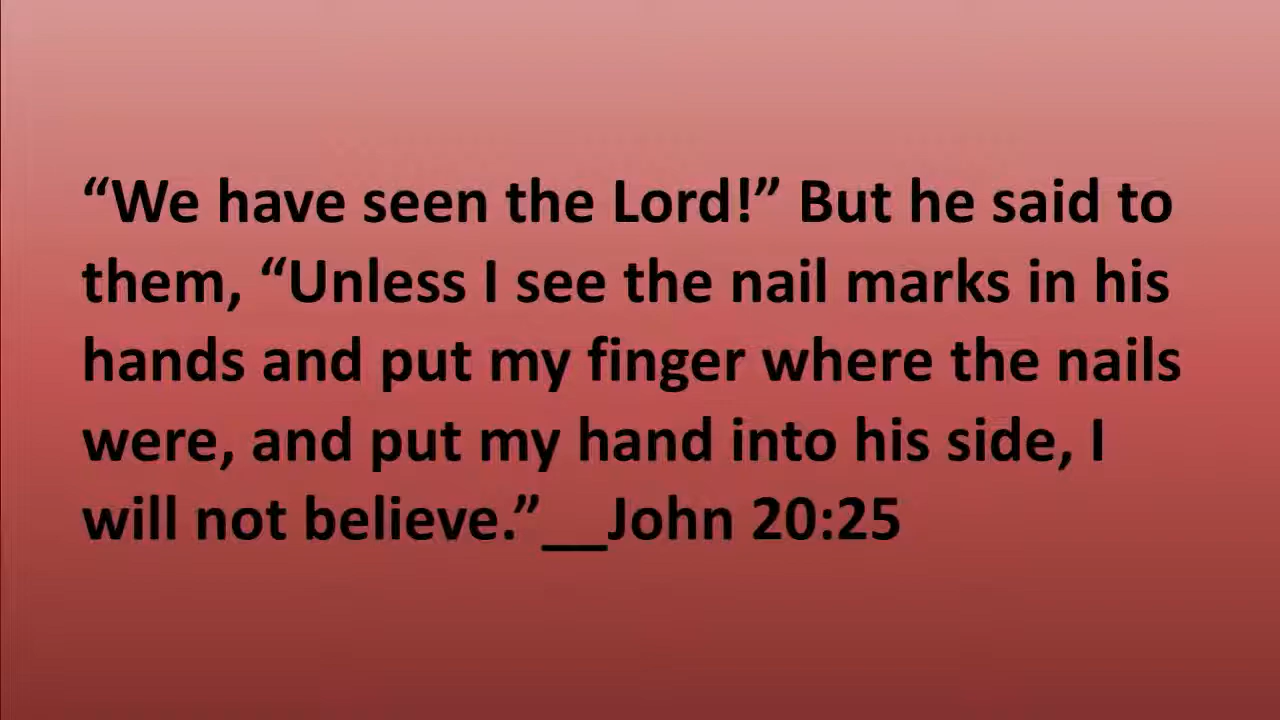 “We have seen the Lord!” But he said to
them, “Unless I see the nail marks in his
hands and put my finger where the nails
were, and put my hand into his side, I
will not believe.”__John 20:25